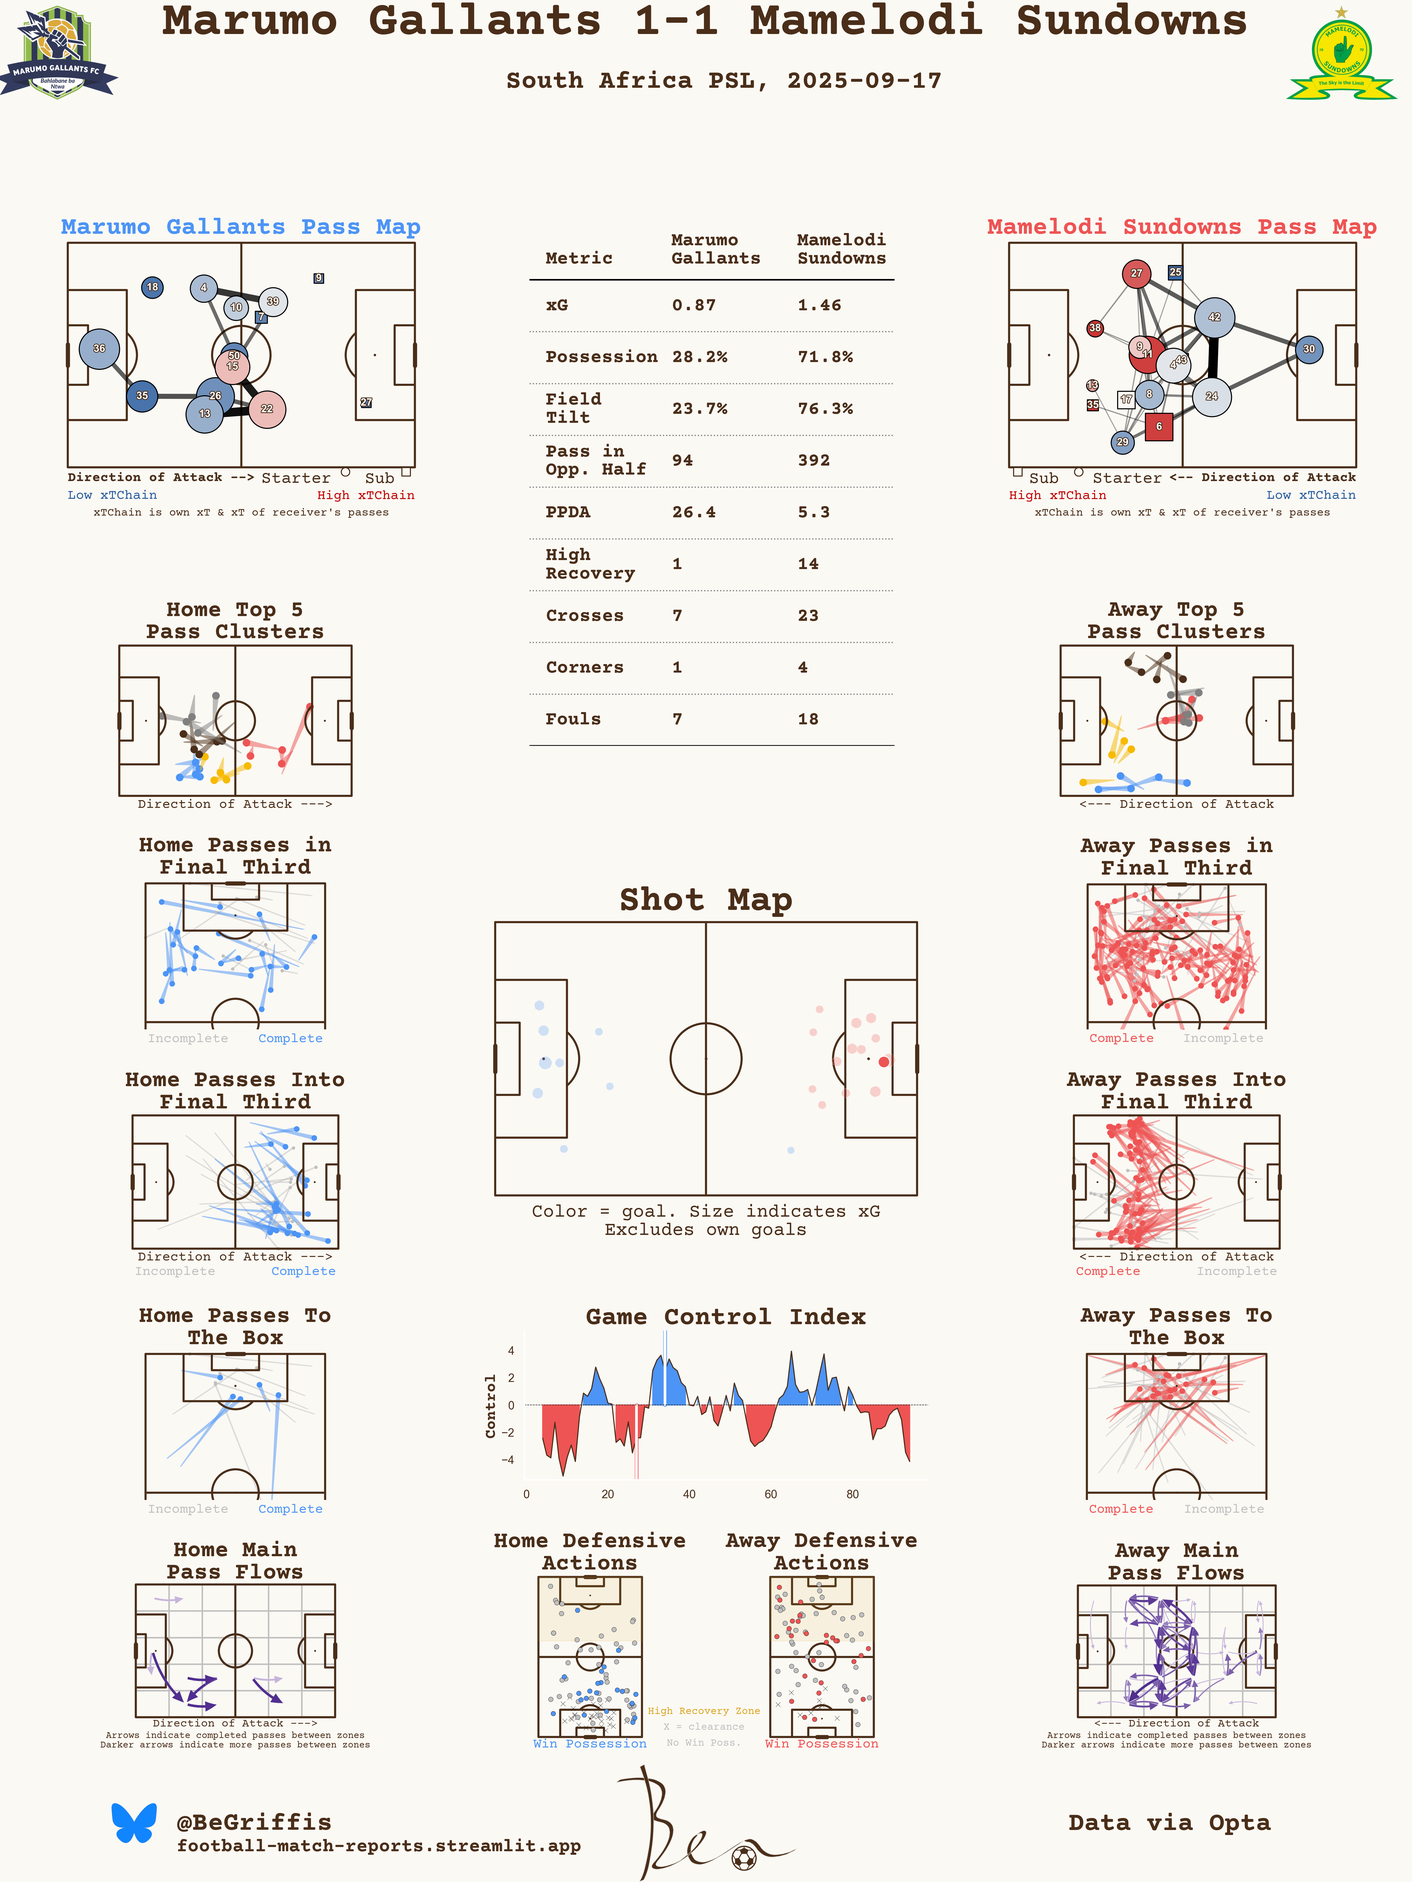 Marumo Gallants 1-1 Mamelodi Sundowns
South Africa PSL, 2025-09-17
MARUMO GALLANTS FC
Bahlabane ba
Ntwa
MAMELODI
SUNDOWNS
The Sky is the Limit
Marumo Gallants Pass Map
18
4
10
39
9
7
36
50
15
35
26
13
22
27
Direction of Attack --> Starter Sub
Low xTChain High xTChain
xTChain is own xT & xT of receiver's passes
Metric Marumo Gallants Mamelodi Sundowns
xG 0.87 1.46
Possession 28.2% 71.8%
Field Tilt 23.7% 76.3%
Pass in Opp. Half 94 392
PPDA 26.4 5.3
High Recovery 1 14
Crosses 7 23
Corners 1 4
Fouls 7 18
Mamelodi Sundowns Pass Map
27
25
42
38
9
11
4
43
30
13
35
17
8
24
6
29
Sub Starter <-- Direction of Attack
High xTChain Low xTChain
xTChain is own xT & xT of receiver's passes
Home Top 5
Pass Clusters
Direction of Attack --->
Away Top 5
Pass Clusters
<--- Direction of Attack
Home Passes in
Final Third
Incomplete Complete
Away Passes in
Final Third
Complete Incomplete
Shot Map
Color = goal. Size indicates xG
Excludes own goals
Home Passes Into
Final Third
Direction of Attack --->
Incomplete Complete
Away Passes Into
Final Third
<--- Direction of Attack
Complete Incomplete
Home Passes To
The Box
Incomplete Complete
Game Control Index
Control
4
2
0
−2
−4
0 20 40 60 80
Away Passes To
The Box
Complete Incomplete
Home Main
Pass Flows
Direction of Attack --->
Arrows indicate completed passes between zones
Darker arrows indicate more passes between zones
Home Defensive
Actions
Win Possession
High Recovery Zone
X = clearance
No Win Poss.
Away Defensive
Actions
Win Possession
Away Main
Pass Flows
<--- Direction of Attack
Arrows indicate completed passes between zones
Darker arrows indicate more passes between zones
@BeGriffis
football-match-reports.streamlit.app
Ben
Data via Opta